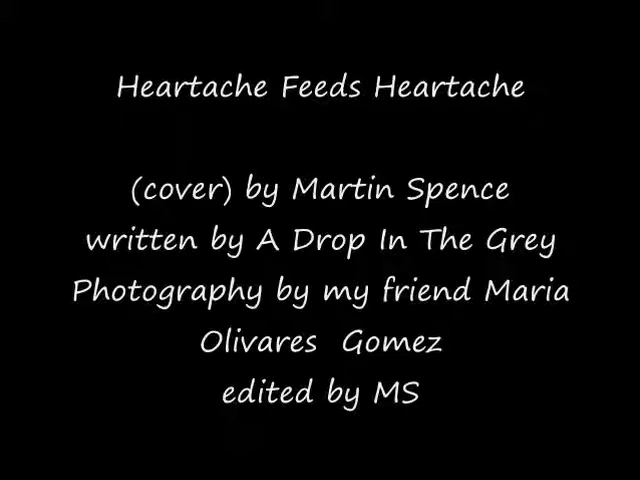 Heartache Feeds Heartache
(cover) by Martin Spence
written by A Drop In The Grey
Photography by my friend Maria
Olivares Gomez
edited by MS